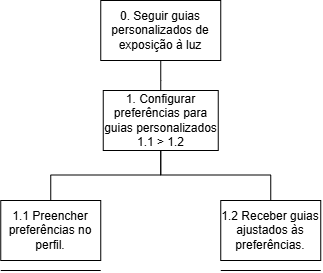 0. Seguir guias
personalizados de
exposição à luz
1. Configurar
preferências para
guias personalizados
1.1 > 1.2
1.1 Preencher
preferências no
perfil.
1.2 Receber guias
ajustados às
preferências.